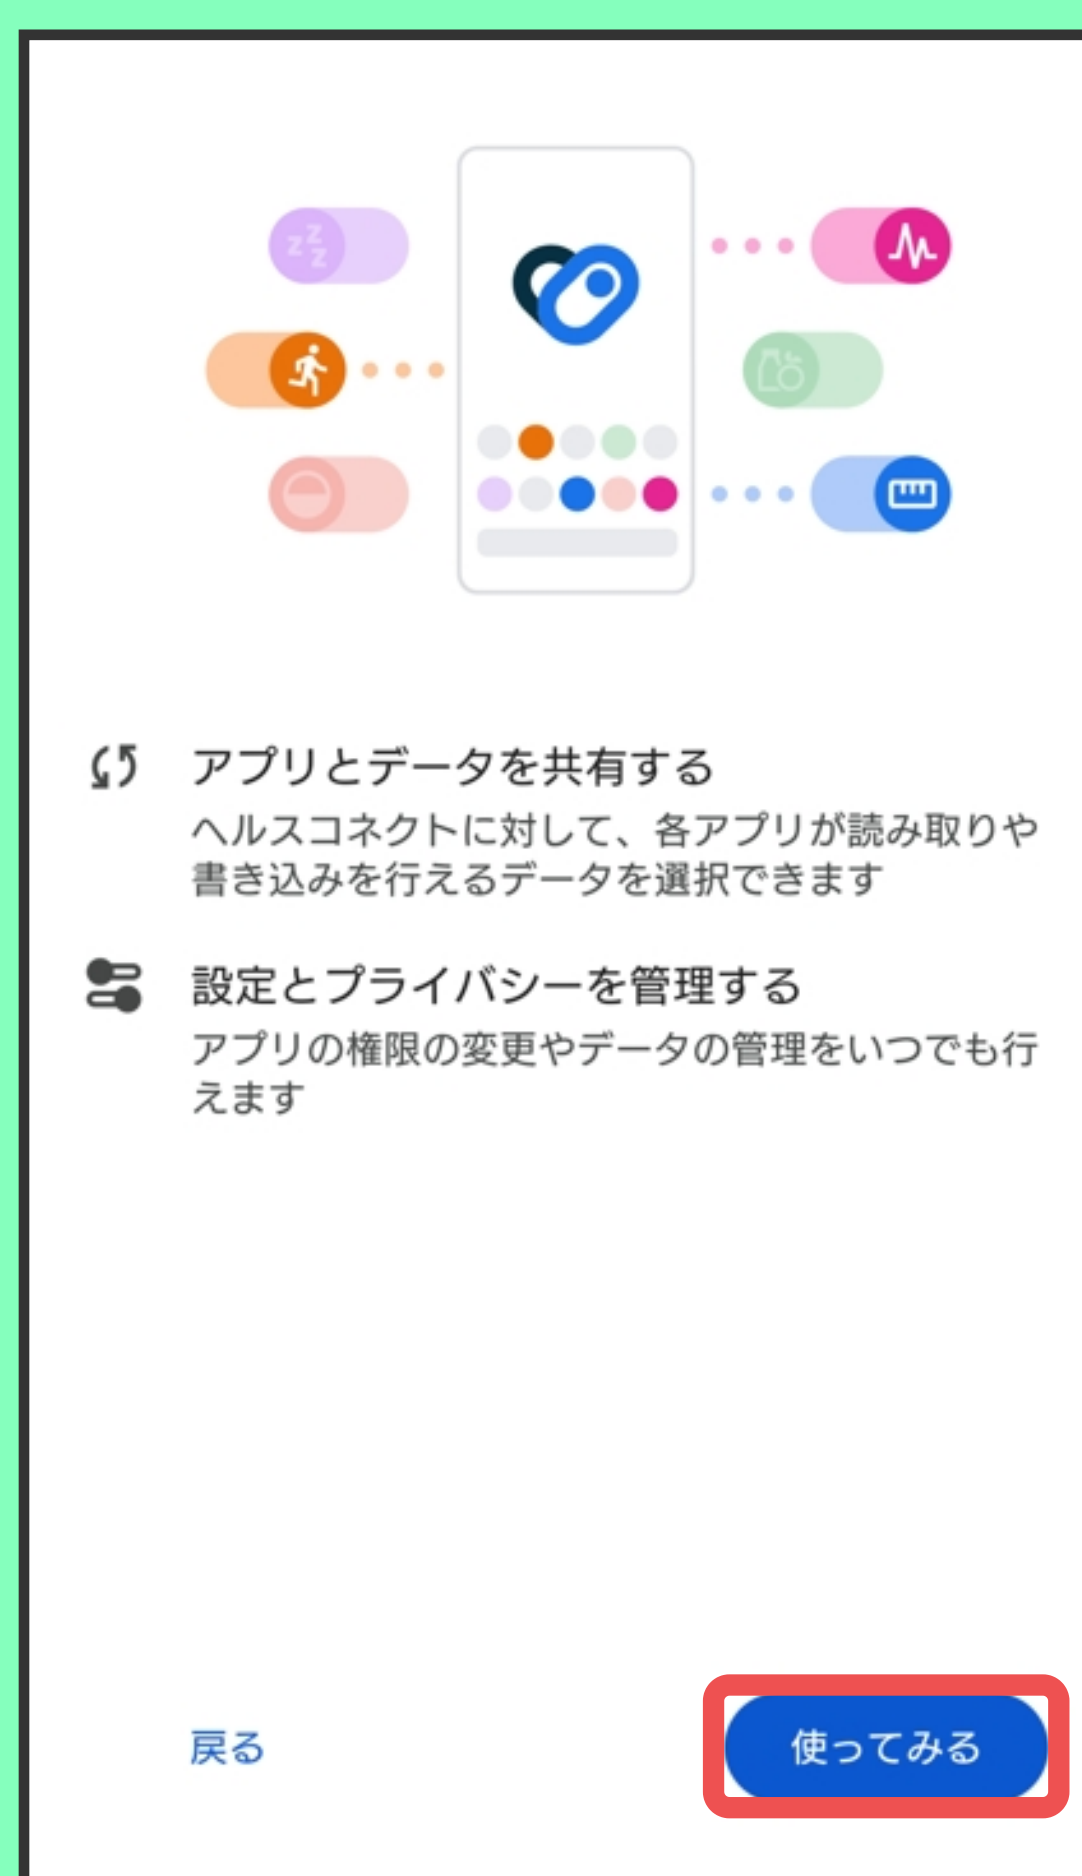 アプリとデータを共有する
ヘルスコネクトに対して、各アプリが読み取りや
書き込みを行えるデータを選択できます
設定とプライバシーを管理する
アプリの権限の変更やデータの管理をいつでも行
えます
戻る
使ってみる